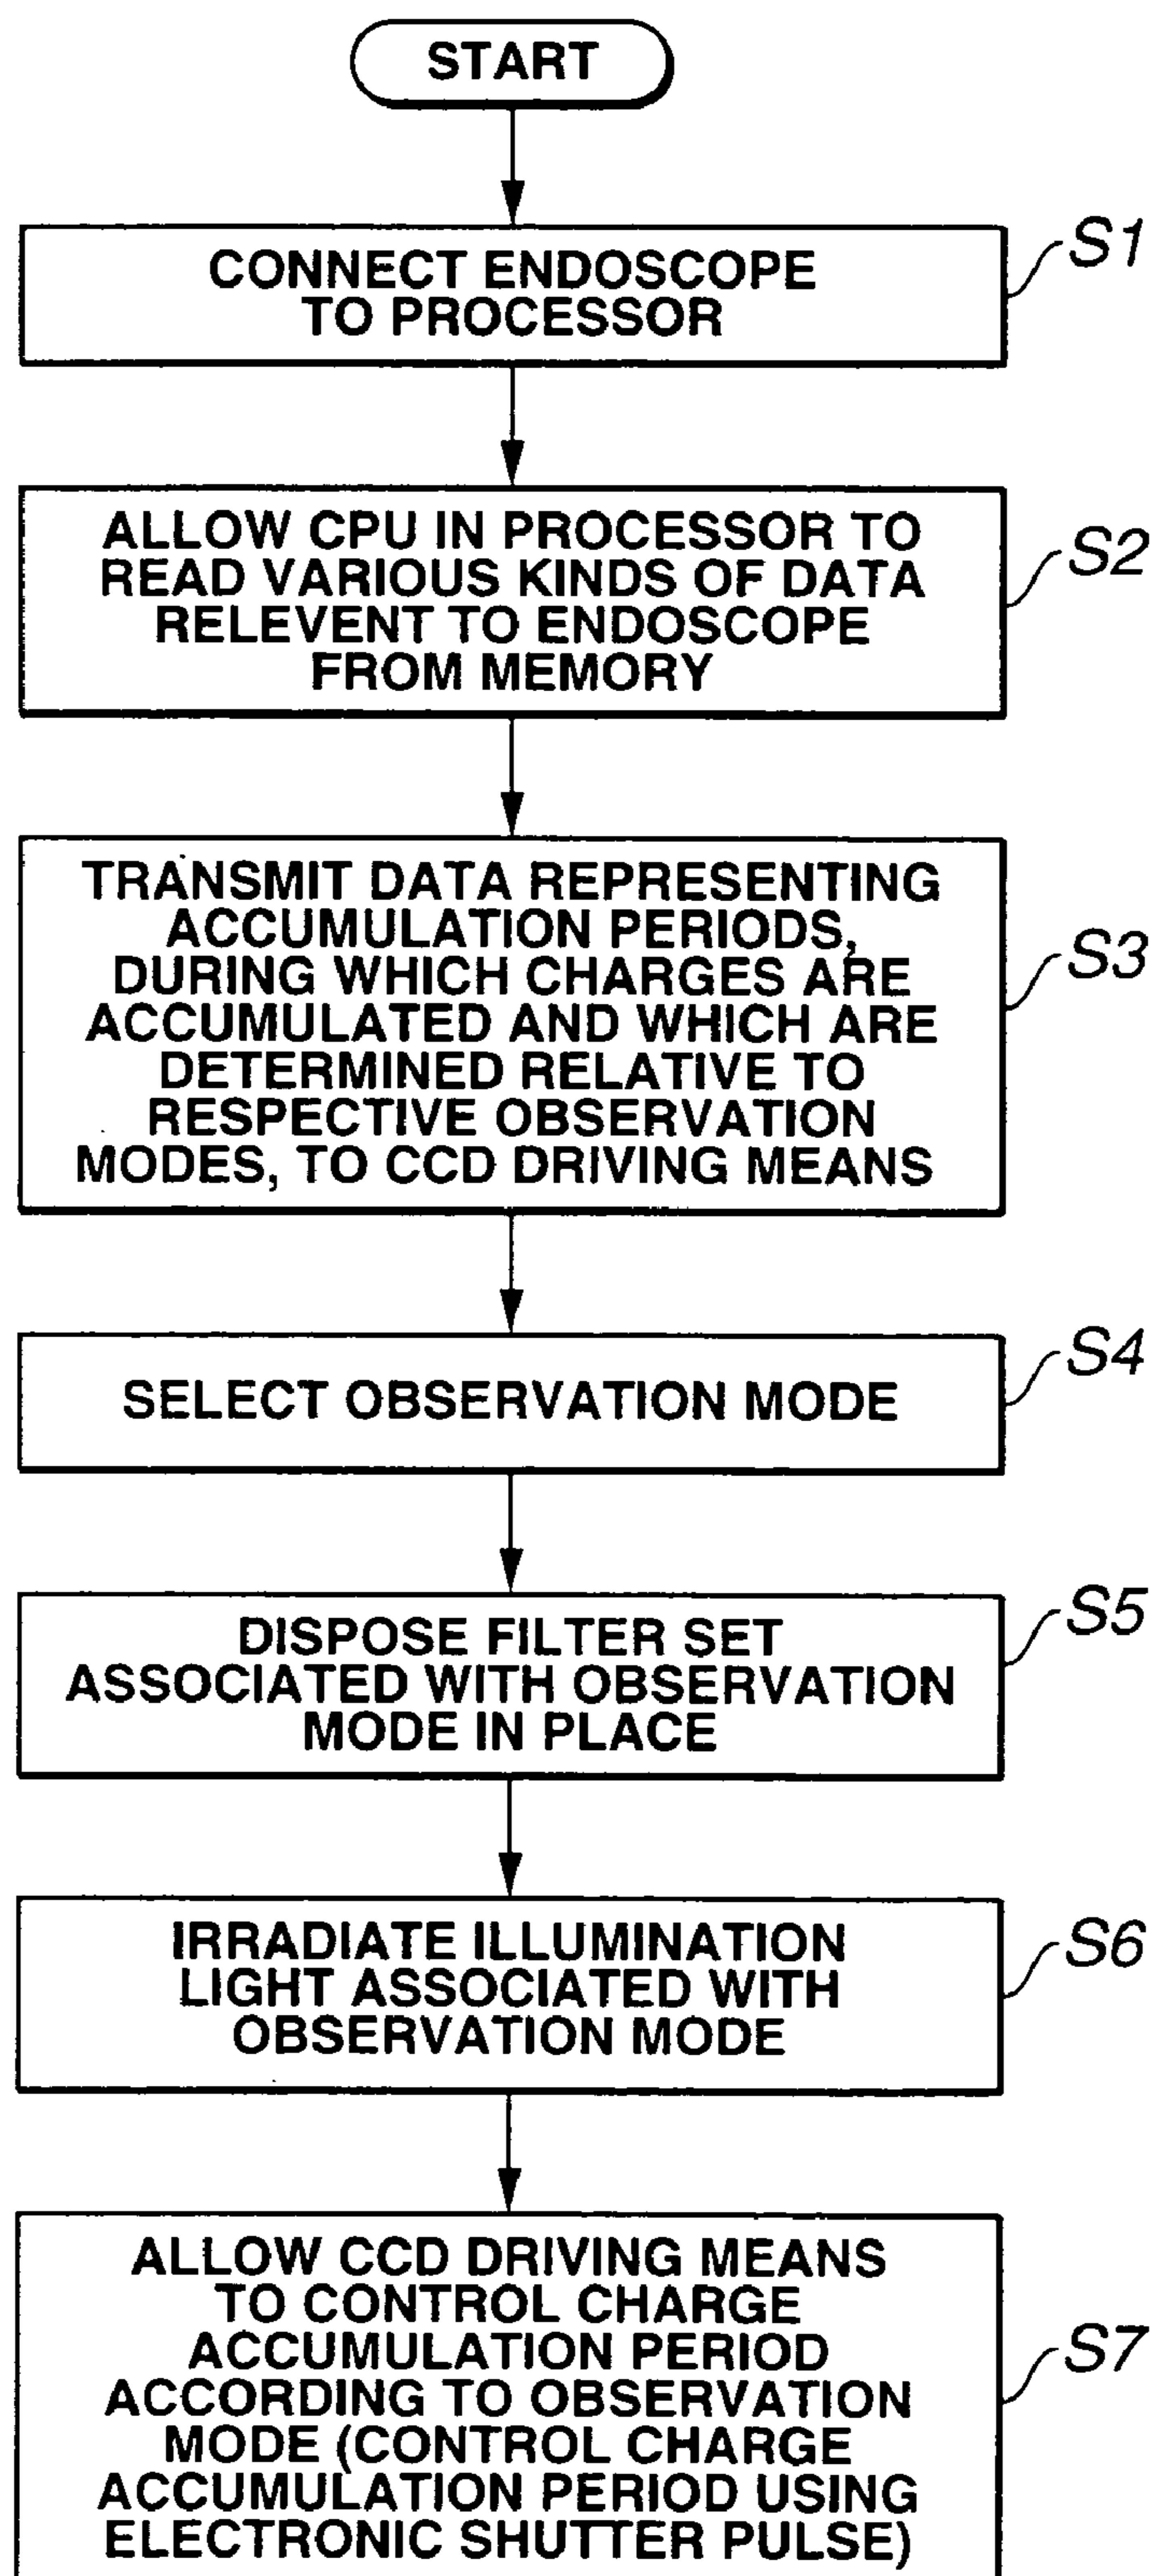 START
CONNECT ENDOSCOPE
TO PROCESSOR
S1
ALLOW CPU IN PROCESSOR TO
READ VARIOUS KINDS OF DATA
RELEVENT TO ENDOSCOPE
FROM MEMORY
S2
TRANSMIT DATA REPRESENTING
ACCUMULATION PERIODS,
DURING WHICH CHARGES ARE
ACCUMULATED AND WHICH ARE
DETERMINED RELATIVE TO
RESPECTIVE OBSERVATION
MODES, TO CCD DRIVING MEANS
S3
SELECT OBSERVATION MODE
S4
DISPOSE FILTER SET
ASSOCIATED WITH OBSERVATION
MODE IN PLACE
S5
IRRADIATE ILLUMINATION
LIGHT ASSOCIATED WITH
OBSERVATION MODE
S6
ALLOW CCD DRIVING MEANS
TO CONTROL CHARGE
ACCUMULATION PERIOD
ACCORDING TO OBSERVATION
MODE (CONTROL CHARGE
ACCUMULATION PERIOD USING
ELECTRONIC SHUTTER PULSE)
S7